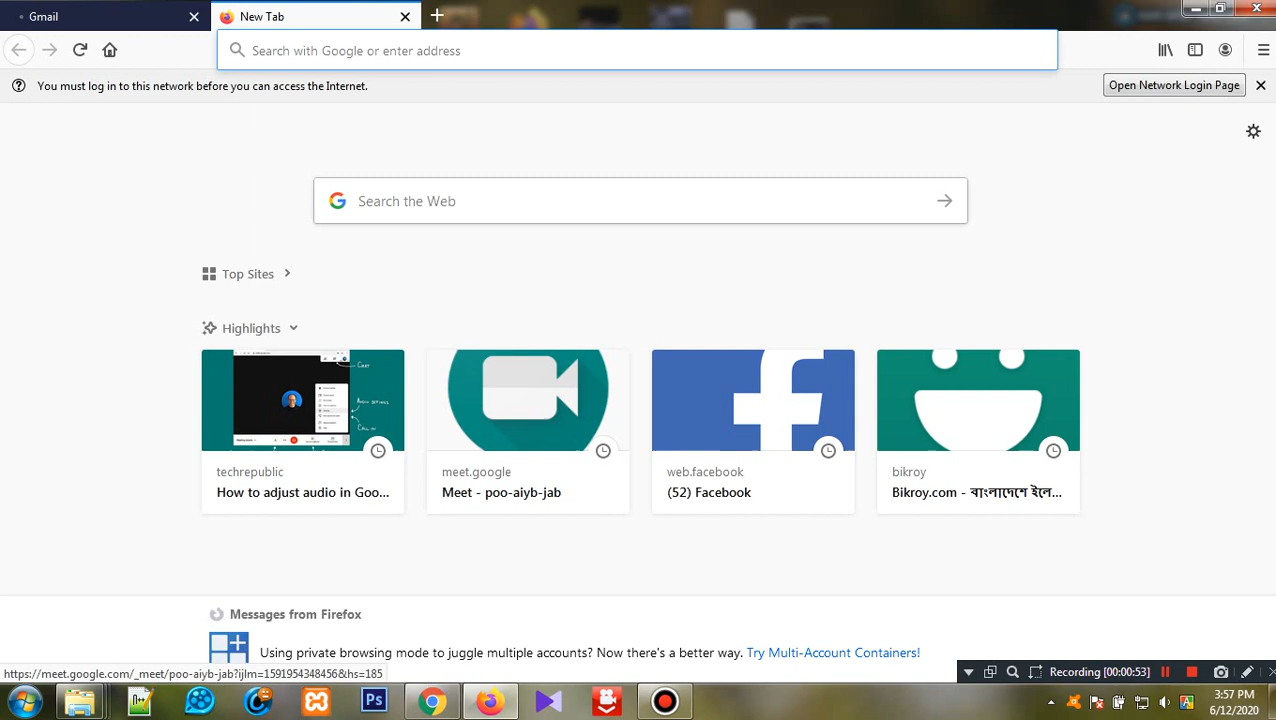 Gmail
New Tab
Search with Google or enter address
You must log in to this network before you can access the Internet.
Open Network Login Page
Search the Web
Top Sites
Highlights
techrepublic
How to adjust audio in Goo...
meet.google
Meet - poo-aiyb-jab
web.facebook
(52) Facebook
bikroy
Bikroy.com - বাংলাদেশে ইলে...
Messages from Firefox
Using private browsing mode to juggle multiple accounts? Now there's a better way. Try Multi-Account Containers!
https://meet.google.com/_meet/poo-aiyb-jab?ijlm=1591954348456&hs=185
Recording [00:00:53]
Ps
3:57 PM
6/12/2020